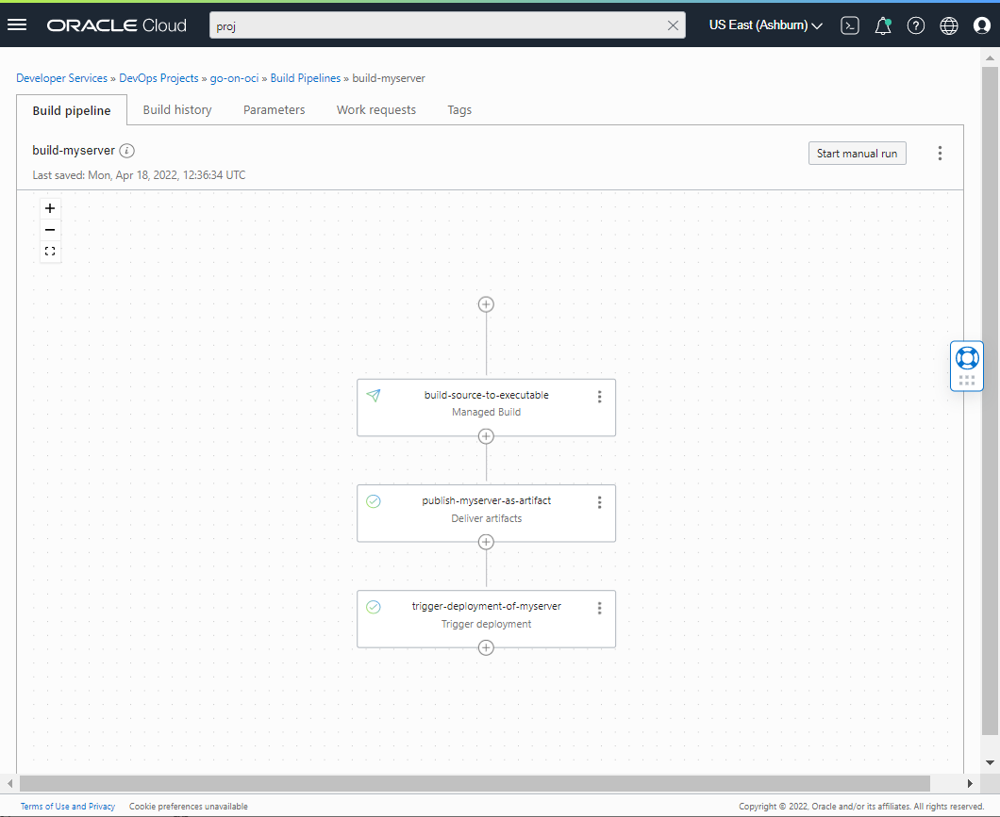 ORACLE Cloud
proj
US East (Ashburn)
Developer Services » DevOps Projects » go-on-oci » Build Pipelines » build-myserver
Build pipeline
Build history
Parameters
Work requests
Tags
build-myserver
Start manual run
Last saved: Mon, Apr 18, 2022, 12:36:34 UTC
build-source-to-executable
Managed Build
publish-myserver-as-artifact
Deliver artifacts
trigger-deployment-of-myserver
Trigger deployment
Terms of Use and Privacy
Cookie preferences unavailable
Copyright © 2022, Oracle and/or its affiliates. All rights reserved.